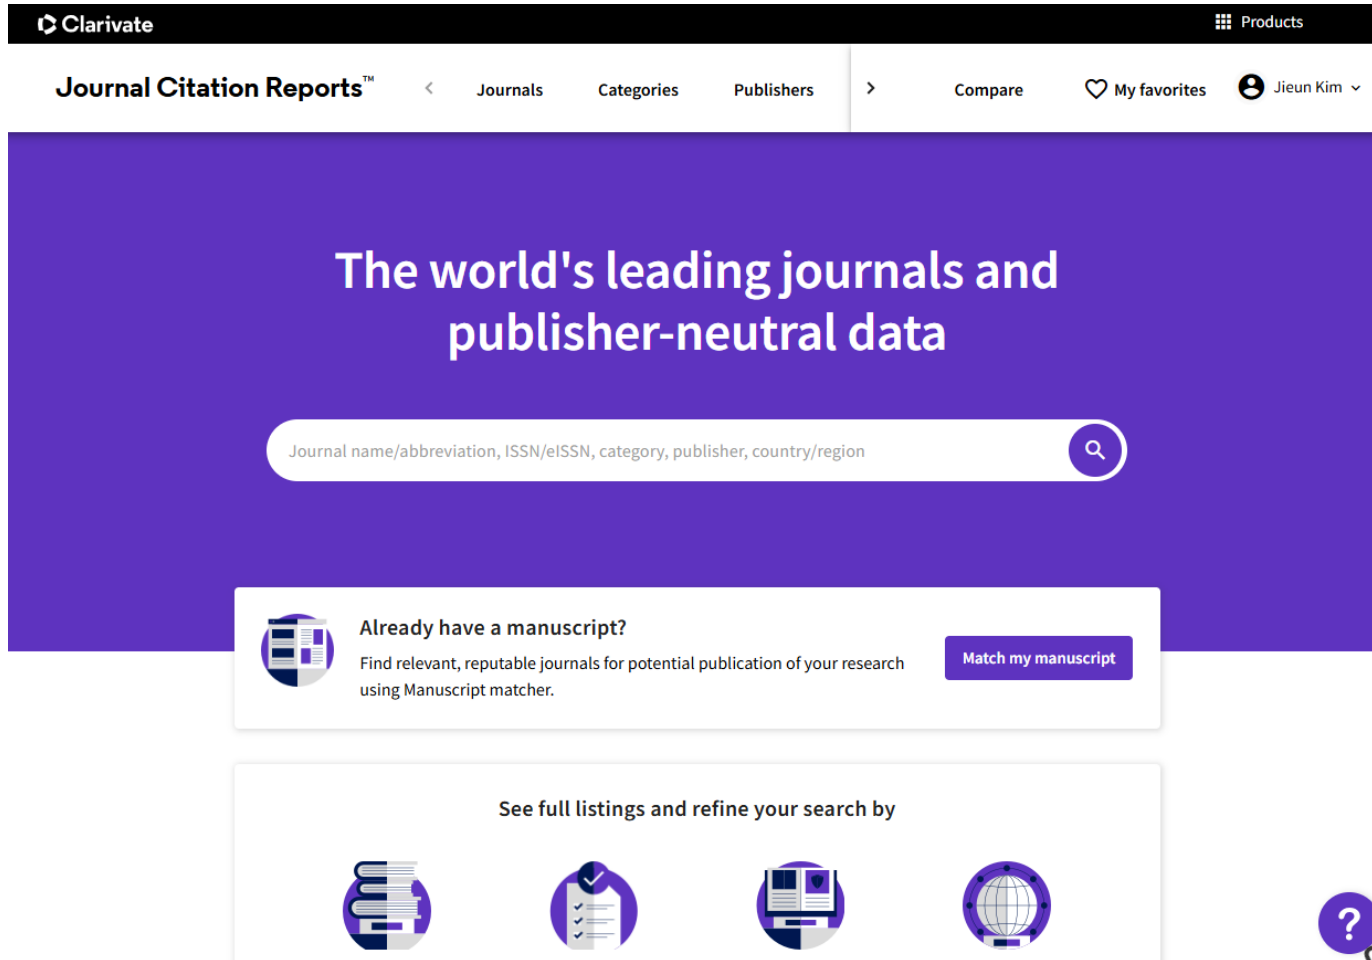 Clarivate
Products
Journal Citation Reports™
Journals
Categories
Publishers
Compare
My favorites
Jieun Kim
The world's leading journals and
publisher-neutral data
Journal name/abbreviation, ISSN/eISSN, category, publisher, country/region
Already have a manuscript?
Find relevant, reputable journals for potential publication of your research
using Manuscript matcher.
Match my manuscript
See full listings and refine your search by
?